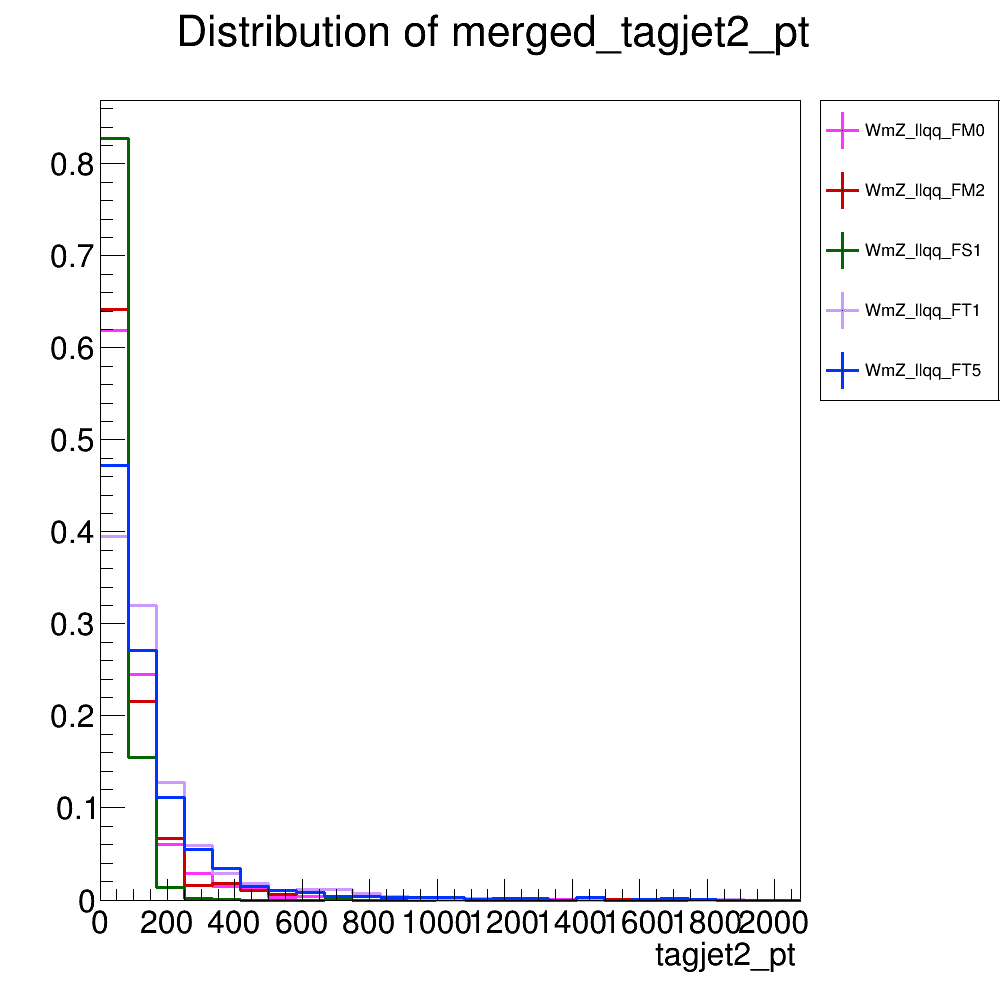 Distribution of merged_tagjet2_pt
WmZ_llqq_FM0
WmZ_llqq_FM2
WmZ_llqq_FS1
WmZ_llqq_FT1
WmZ_llqq_FT5
0.8
0.7
0.6
0.5
0.4
0.3
0.2
0.1
0
0 200 400 600 800 1000 1200 1400 1600 1800 2000
tagjet2_pt